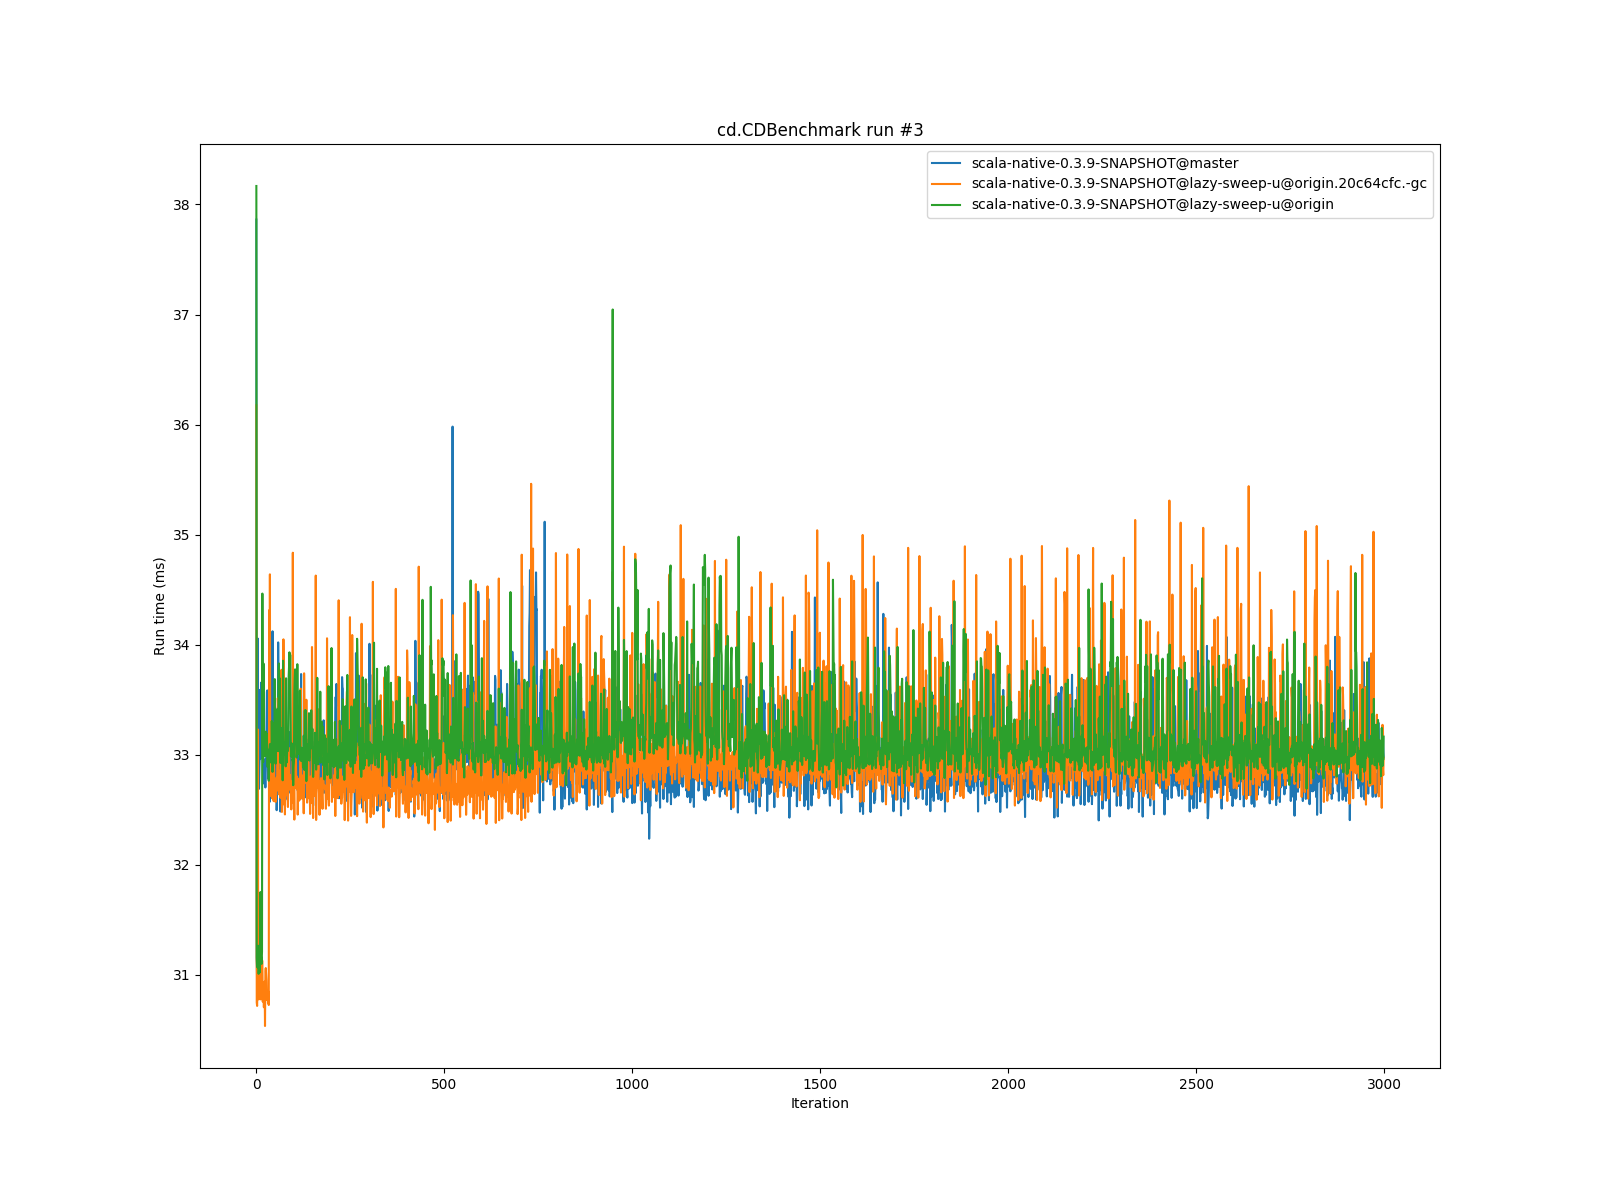 cd.CDBenchmark run #3
scala-native-0.3.9-SNAPSHOT@master
scala-native-0.3.9-SNAPSHOT@lazy-sweep-u@origin.20c64cfc.-gc
scala-native-0.3.9-SNAPSHOT@lazy-sweep-u@origin
38
37
36
35
34
33
32
31
Run time (ms)
0 500 1000 1500 2000 2500 3000
Iteration